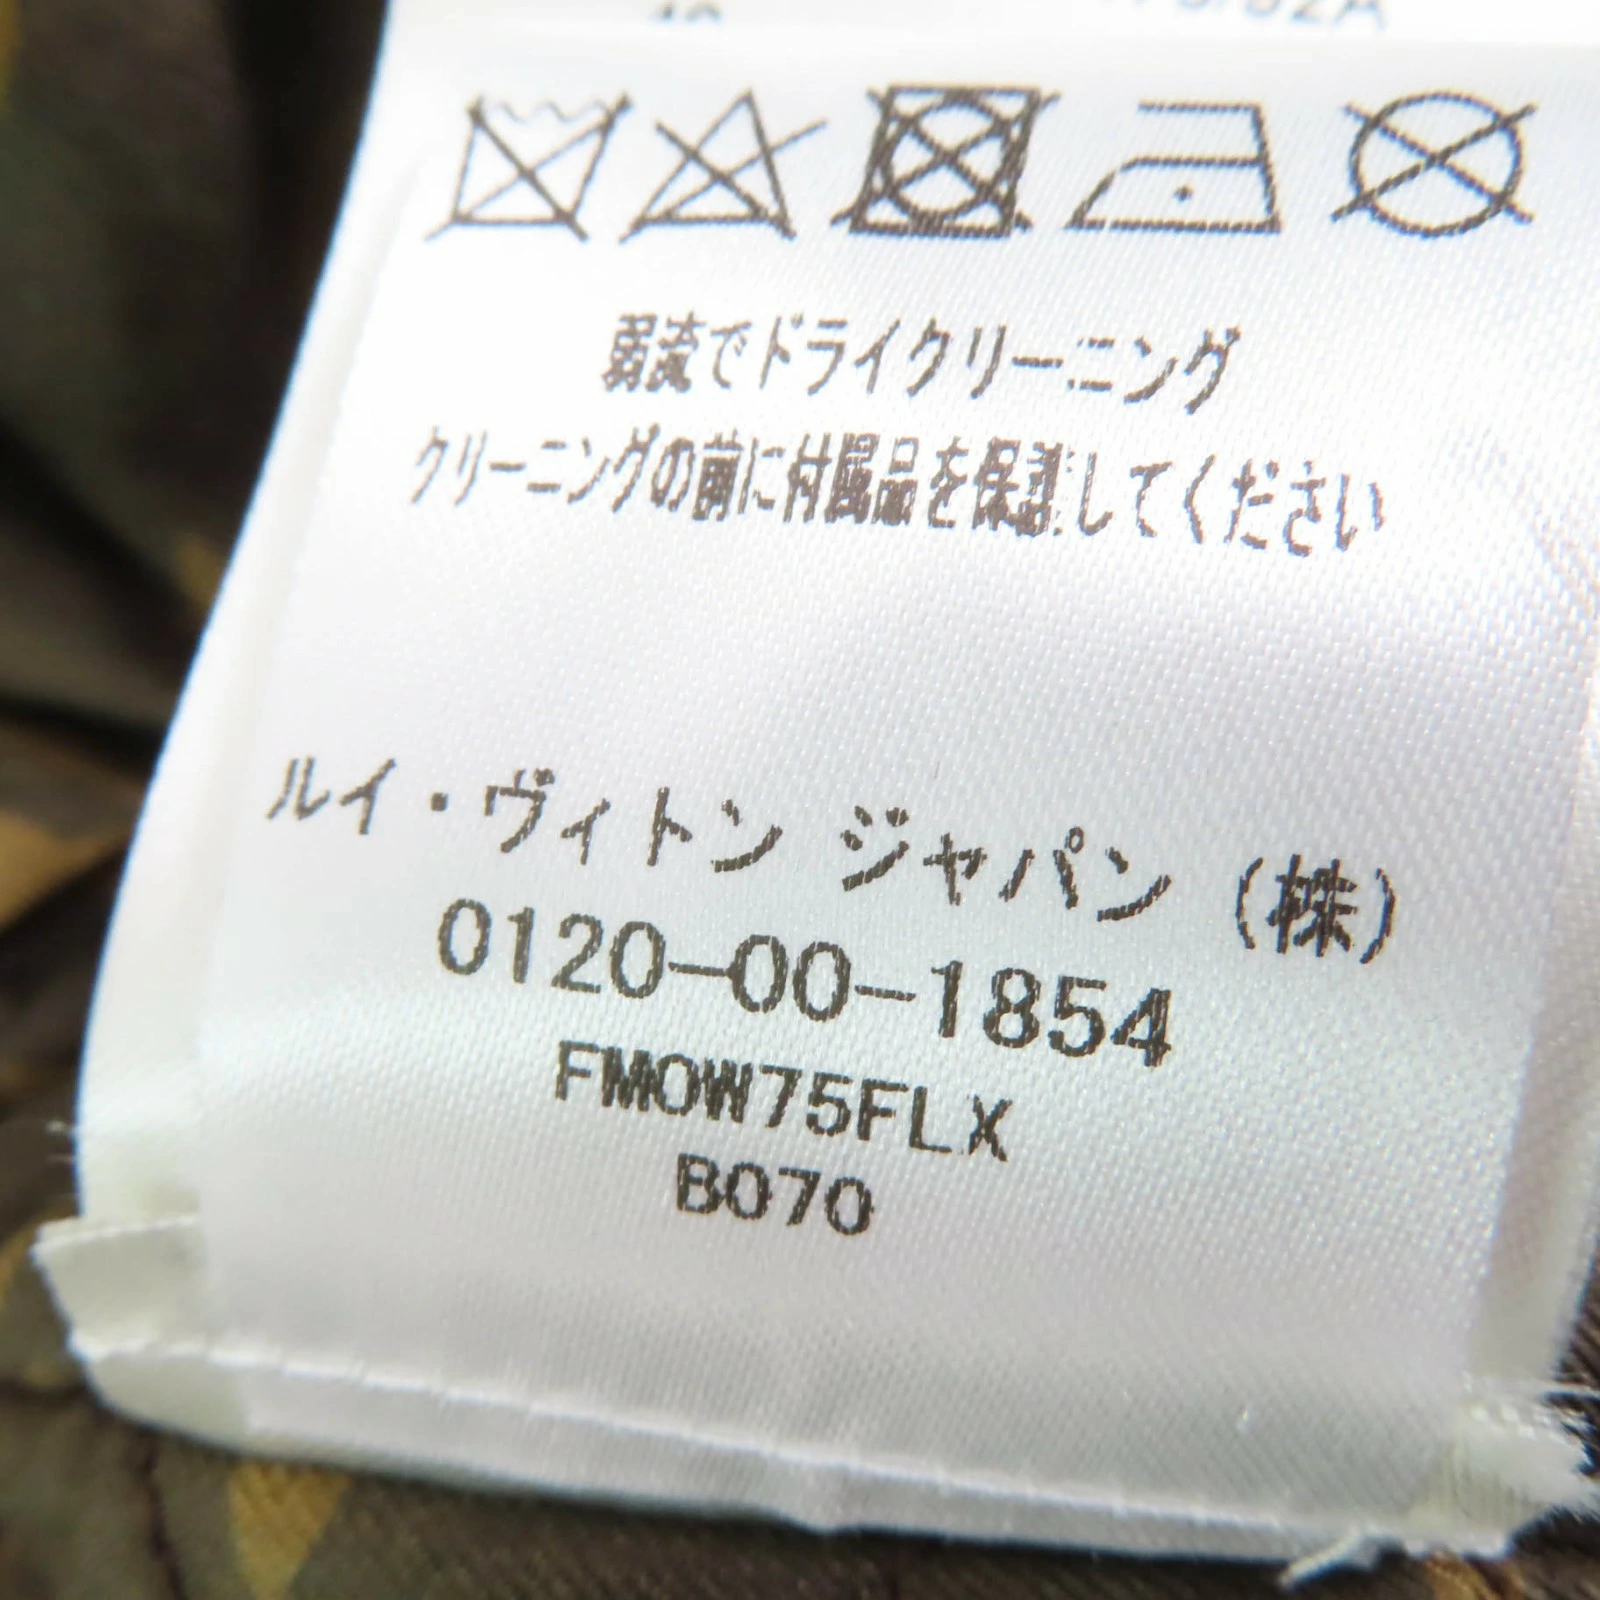 弱流でドライクリーニング
クリーニングの前に付属品を保護してください
ルイ・ヴィトン ジャパン (株)
0120-00-1854
FMOW75FLX
B070